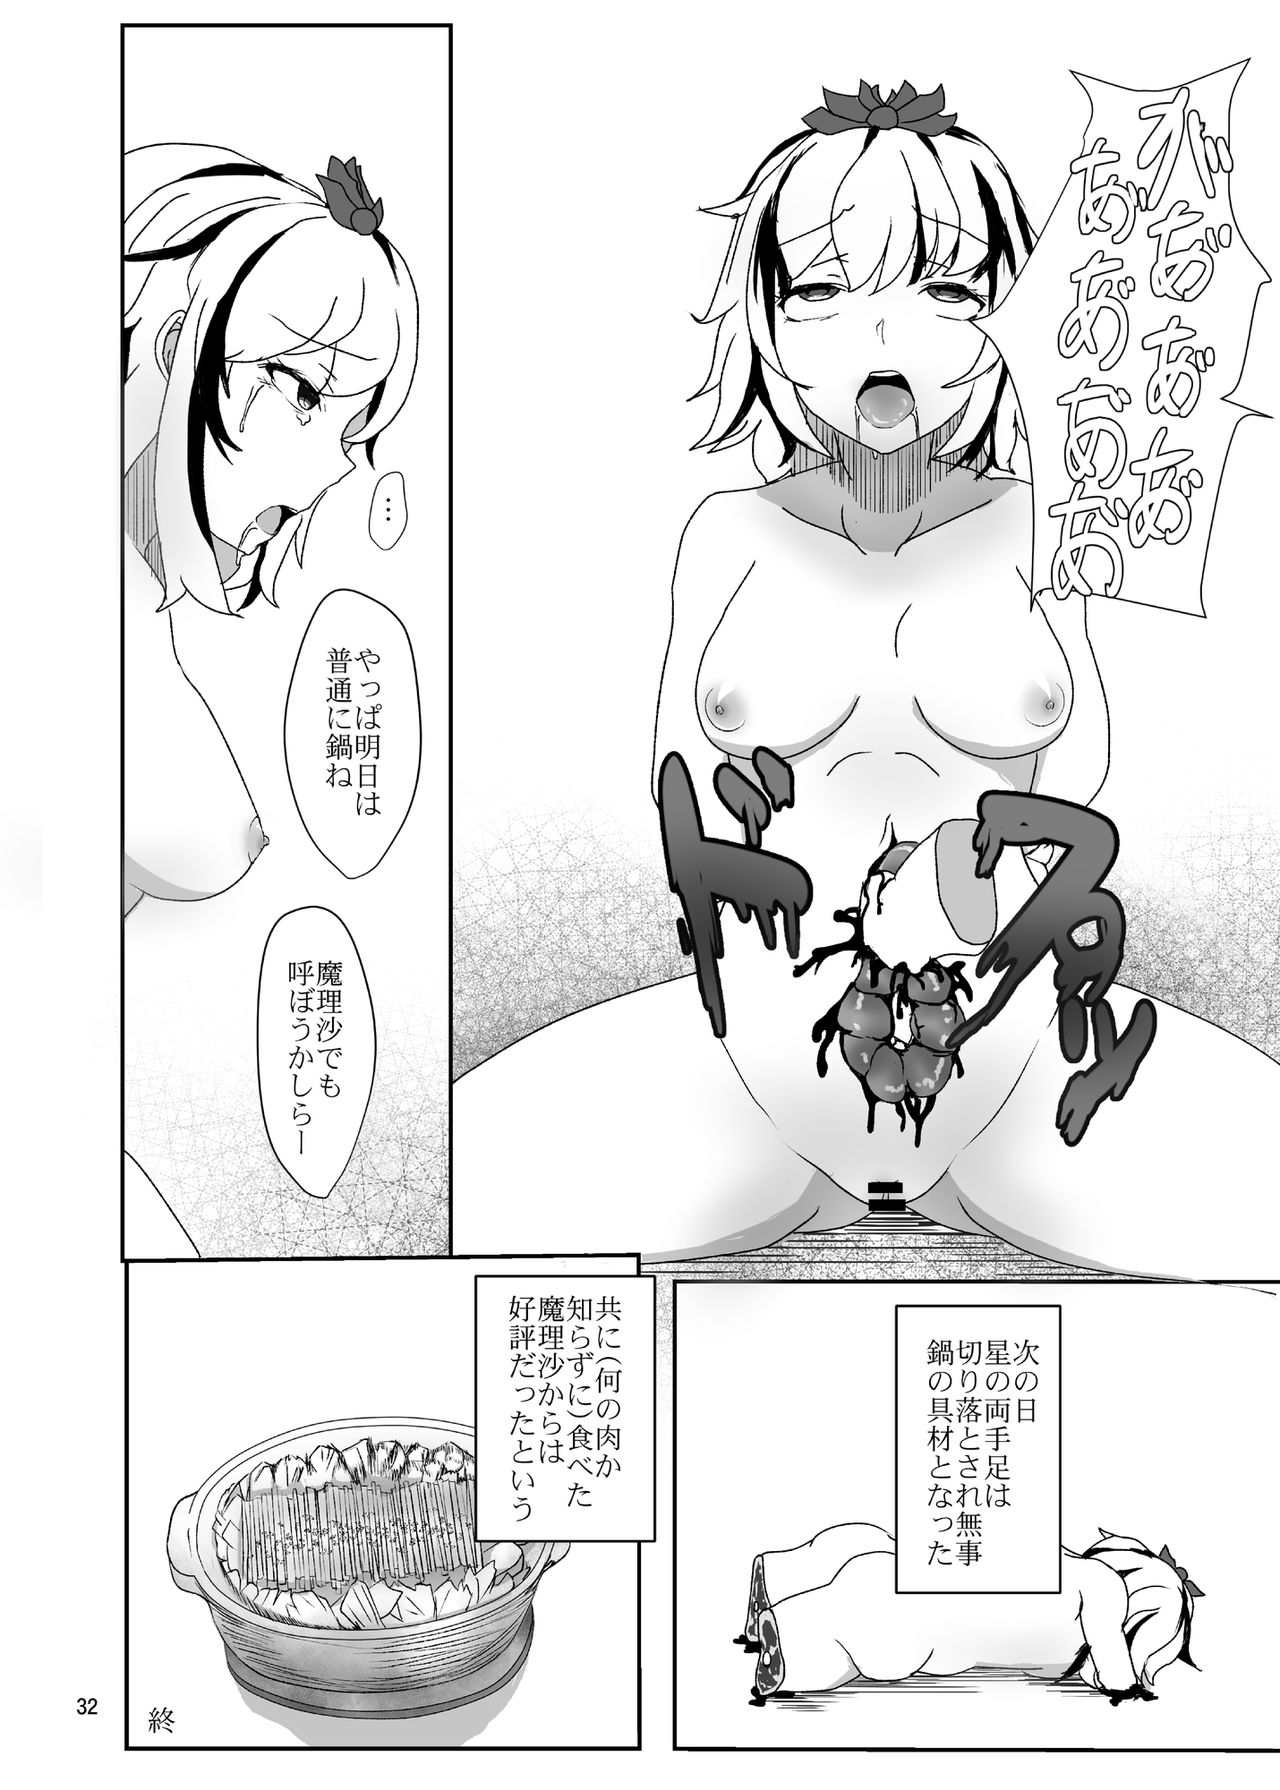 オ゛ あ゛ あ゛ あ゛
あ゛ あ゛ あ゛ あ゛ あ゛
ドプッ
…
やっぱ明日は
普通に鍋ね
魔理沙でも
呼ぼうかしらー
次の日
星の両手足は
切り落とされ無事
鍋の具材となった
共に(何の肉か
知らずに)食べた
魔理沙からは
好評だったという
終
32